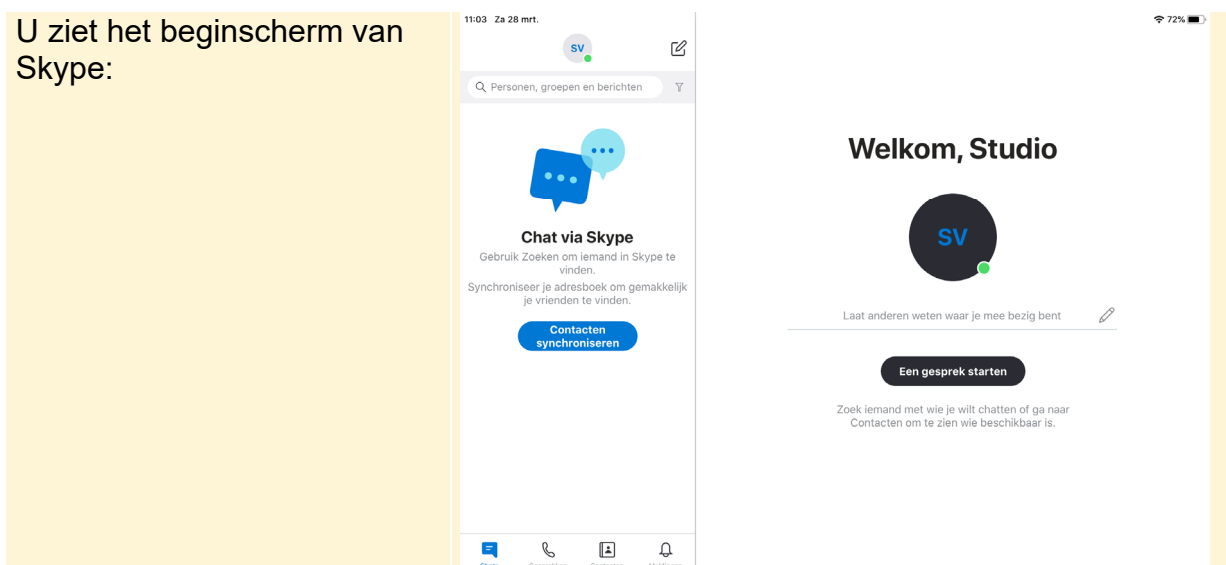 U ziet het beginscherm van
Skype:
11:03 Za 28 mrt.
72%
SV
Personen, groepen en berichten
Chat via Skype
Gebruik Zoeken om iemand in Skype te
vinden.
Synchroniseer je adresboek om gemakkelijk
je vrienden te vinden.
Contacten
synchroniseren
Welkom, Studio
SV
Laat anderen weten waar je mee bezig bent
Een gesprek starten
Zoek iemand met wie je wilt chatten of ga naar
Contacten om te zien wie beschikbaar is.